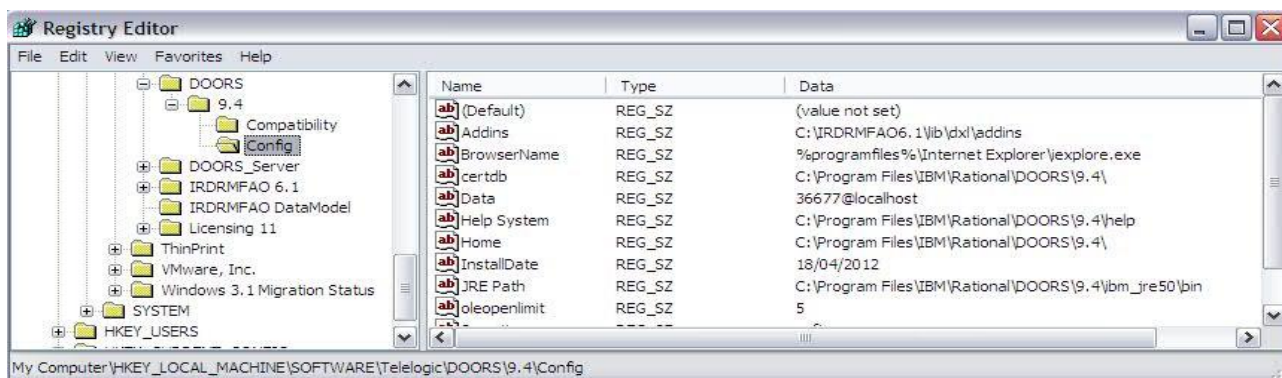 Registry Editor
File Edit View Favorites Help
DOORS
9.4
Compatibility
Config
DOORS_Server
IRDRMFAO 6.1
IRDRMFAO DataModel
Licensing 11
ThinPrint
VMware, Inc.
Windows 3.1 Migration Status
SYSTEM
HKEY_USERS
Name Type Data
(Default) REG_SZ (value not set)
Addins REG_SZ C:\IRDRMFAO6.1\lib\dxl\addins
BrowserName REG_SZ %programfiles%\Internet Explorer\iexplore.exe
certdb REG_SZ C:\Program Files\IBM\Rational\DOORS\9.4\
Data REG_SZ 36677@localhost
Help System REG_SZ C:\Program Files\IBM\Rational\DOORS\9.4\help
Home REG_SZ C:\Program Files\IBM\Rational\DOORS\9.4\
InstallDate REG_SZ 18/04/2012
JRE Path REG_SZ C:\Program Files\IBM\Rational\DOORS\9.4\ibm_jre50\bin
oleopenlimit REG_SZ 5
My Computer\HKEY_LOCAL_MACHINE\SOFTWARE\Telelogic\DOORS\9.4\Config